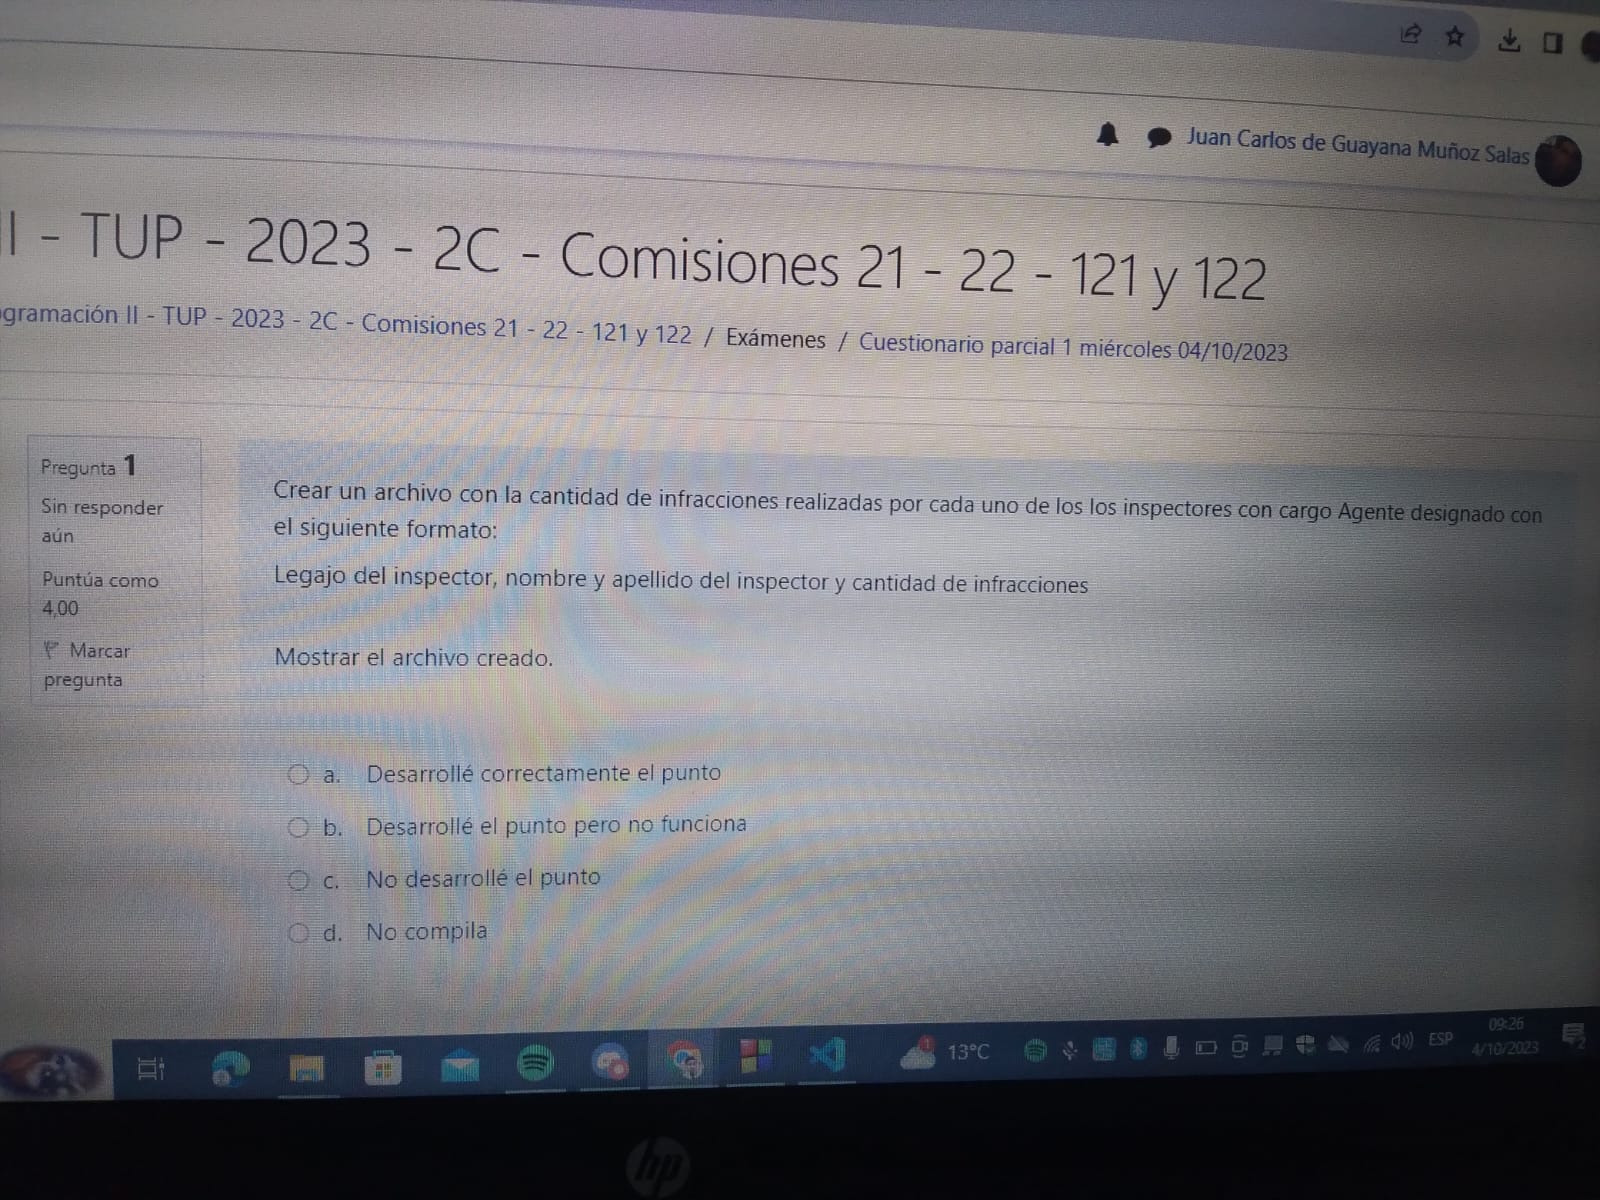 Juan Carlos de Guayana Muñoz Salas
II - TUP - 2023 - 2C - Comisiones 21 - 22 - 121 y 122
ogramación II - TUP - 2023 - 2C - Comisiones 21 - 22 - 121 y 122 / Exámenes / Cuestionario parcial 1 miércoles 04/10/2023
Pregunta 1
Sin responder
aún
Puntúa como
4,00
Marcar
pregunta
Crear un archivo con la cantidad de infracciones realizadas por cada uno de los los inspectores con cargo Agente designado con
el siguiente formato:
Legajo del inspector, nombre y apellido del inspector y cantidad de infracciones
Mostrar el archivo creado.
a. Desarrollé correctamente el punto
b. Desarrollé el punto pero no funciona
c. No desarrollé el punto
d. No compila
1
13°C
ESP
09:26
4/10/2023
2
hp